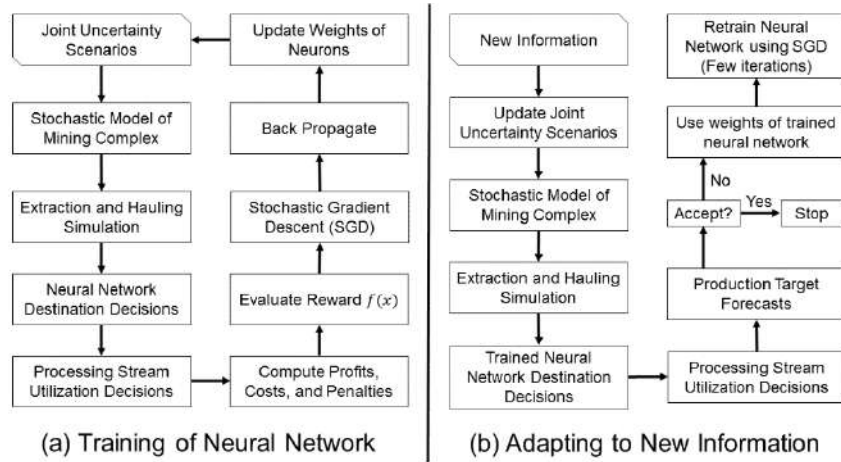 Joint Uncertainty
Scenarios
Stochastic Model of
Mining Complex
Extraction and Hauling
Simulation
Neural Network
Destination Decisions
Processing Stream
Utilization Decisions
Compute Profits,
Costs, and Penalties
Evaluate Reward f(x)
Stochastic Gradient
Descent (SGD)
Back Propagate
Update Weights of
Neurons
(a) Training of Neural Network
New Information
Update Joint
Uncertainty Scenarios
Stochastic Model of
Mining Complex
Extraction and Hauling
Simulation
Trained Neural
Network Destination
Decisions
Processing Stream
Utilization Decisions
Production Target
Forecasts
Accept?
Yes
Stop
No
Use weights of trained
neural network
Retrain Neural
Network using SGD
(Few iterations)
(b) Adapting to New Information